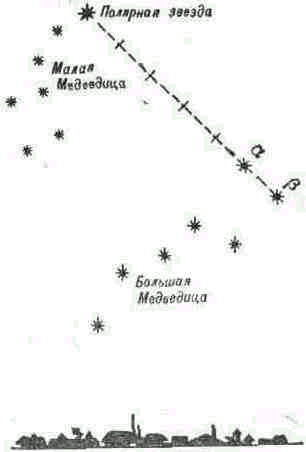 Полярная звезда
Малая
Медведица
α
β
Большая
Медведица